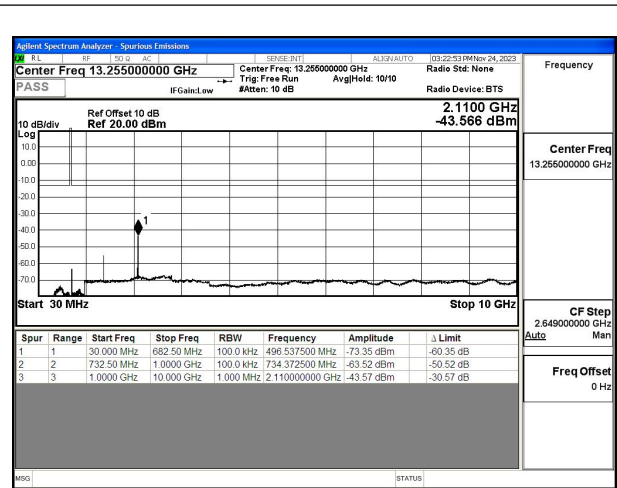 Agilent Spectrum Analyzer - Spurious Emissions
RL RF 50 Ω AC SENSE:INT ALIGN AUTO 03:22:53 PM Nov 24, 2023
Center Freq 13.255000000 GHz Center Freq: 13.255000000 GHz Radio Std: None Frequency
Trig: Free Run Avg|Hold: 10/10
PASS IFGain:Low #Atten: 10 dB Radio Device: BTS
2.1100 GHz
Ref Offset 10 dB
10 dB/div Ref 20.00 dBm -43.566 dBm
Log
10.0
0.00
-10.0
-20.0
-30.0
-40.0
-50.0
-60.0
-70.0
1
Start 30 MHz Stop 10 GHz
Center Freq
13.255000000 GHz
CF Step
2.649000000 GHz
Auto Man
Freq Offset
0 Hz
Spur Range Start Freq Stop Freq RBW Frequency Amplitude Δ Limit
1 1 30.000 MHz 682.50 MHz 100.0 kHz 496.537500 MHz -73.35 dBm -60.35 dB
2 2 732.50 MHz 1.0000 GHz 100.0 kHz 734.372500 MHz -63.52 dBm -50.52 dB
3 3 1.0000 GHz 10.000 GHz 1.000 MHz 2.110000000 GHz -43.57 dBm -30.57 dB
MSG STATUS